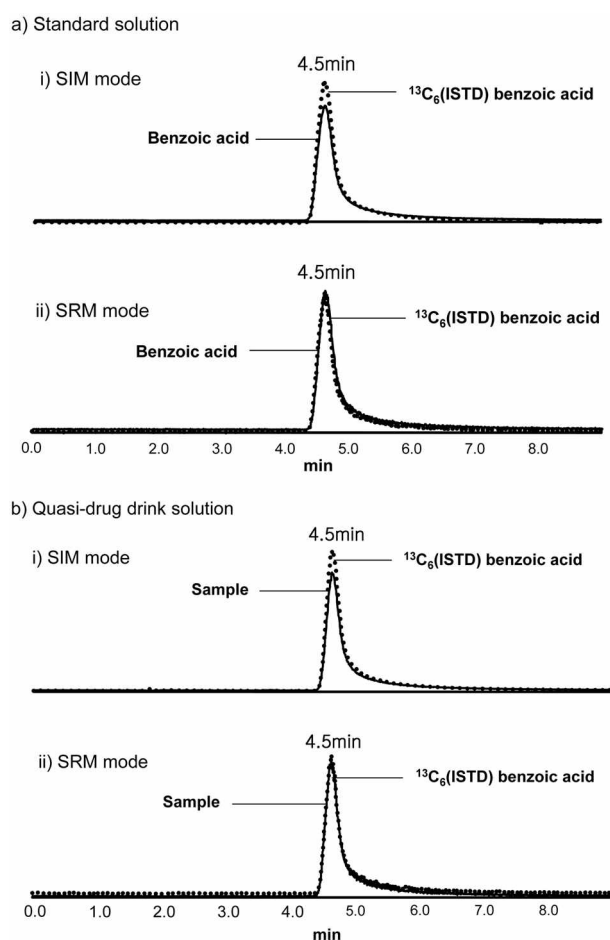 a) Standard solution
i) SIM mode
4.5min
¹³C₆(ISTD) benzoic acid
Benzoic acid
ii) SRM mode
4.5min
¹³C₆(ISTD) benzoic acid
Benzoic acid
0.0 1.0 2.0 3.0 4.0 5.0 6.0 7.0 8.0
min
b) Quasi-drug drink solution
i) SIM mode
4.5min
¹³C₆(ISTD) benzoic acid
Sample
ii) SRM mode
4.5min
¹³C₆(ISTD) benzoic acid
Sample
0.0 1.0 2.0 3.0 4.0 5.0 6.0 7.0 8.0
min